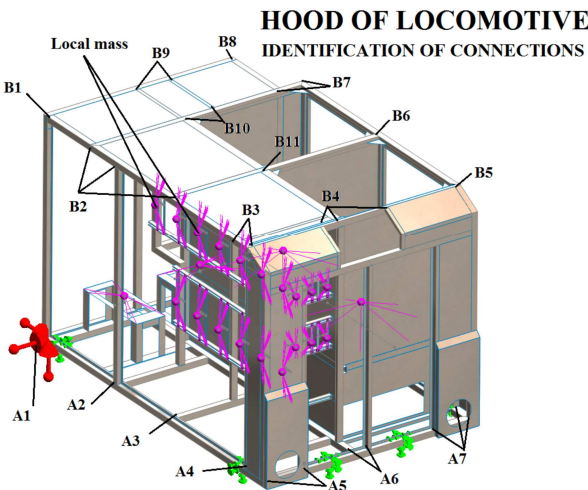 HOOD OF LOCOMOTIVE
IDENTIFICATION OF CONNECTIONS
Local mass
B9
B8
B1
B7
B10
B6
B11
B2
B3
B4
B5
A1
A2
A3
A4
A5
A6
A7